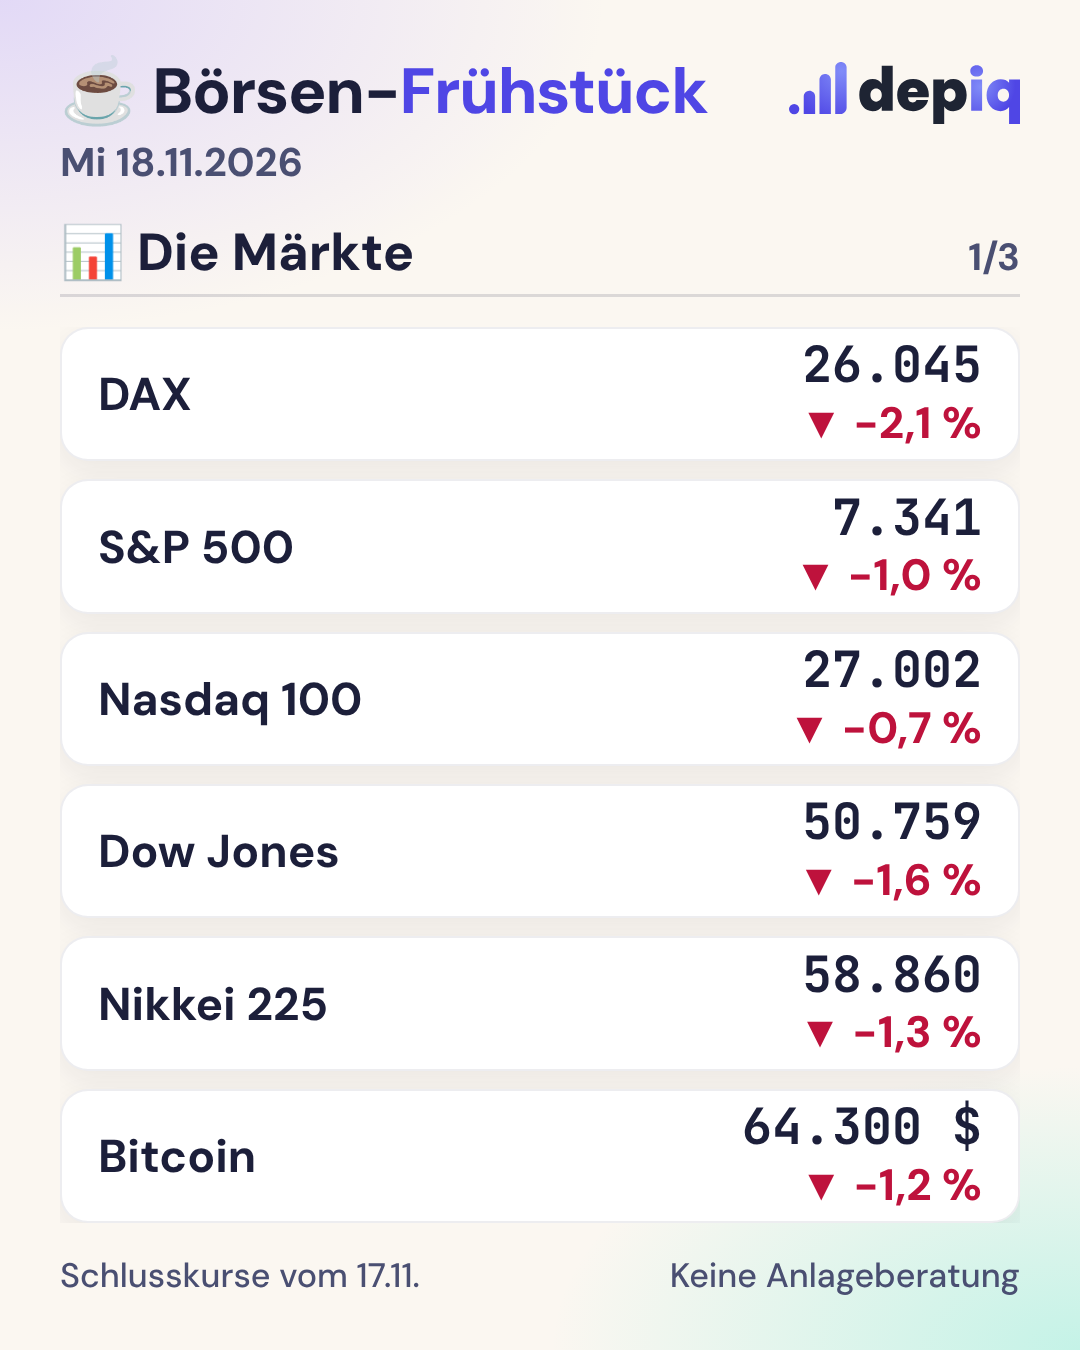 Börsen-Frühstück
depiq
Mi 18.11.2026
Die Märkte
1/3
DAX
26.045
▼ -2,1 %
S&P 500
7.341
▼ -1,0 %
Nasdaq 100
27.002
▼ -0,7 %
Dow Jones
50.759
▼ -1,6 %
Nikkei 225
58.860
▼ -1,3 %
Bitcoin
64.300 $
▼ -1,2 %
Schlusskurse vom 17.11.
Keine Anlageberatung